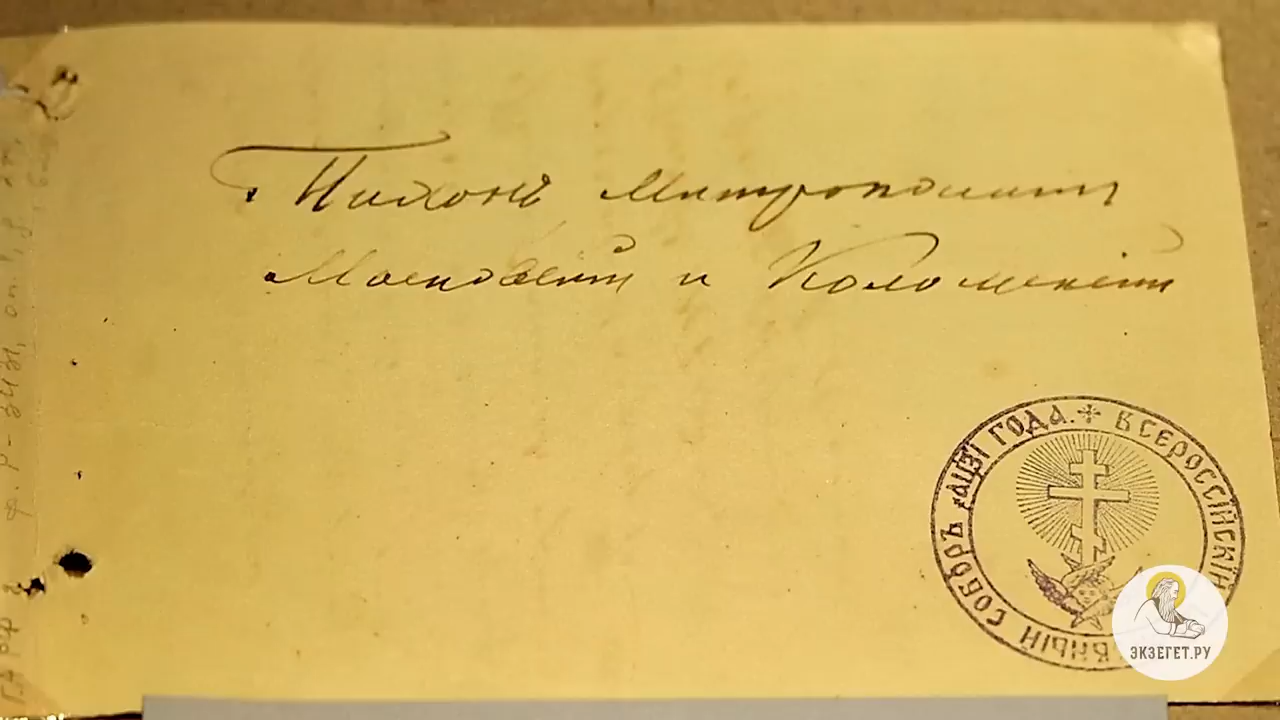 Тихонъ Митрополитъ
Московскій и Коломенскій
ВСЕРОССІЙСКІЙ
СОБОРЪ ҂АЦЗІ ГОДА.
ЭКЗЕГЕТ.РУ